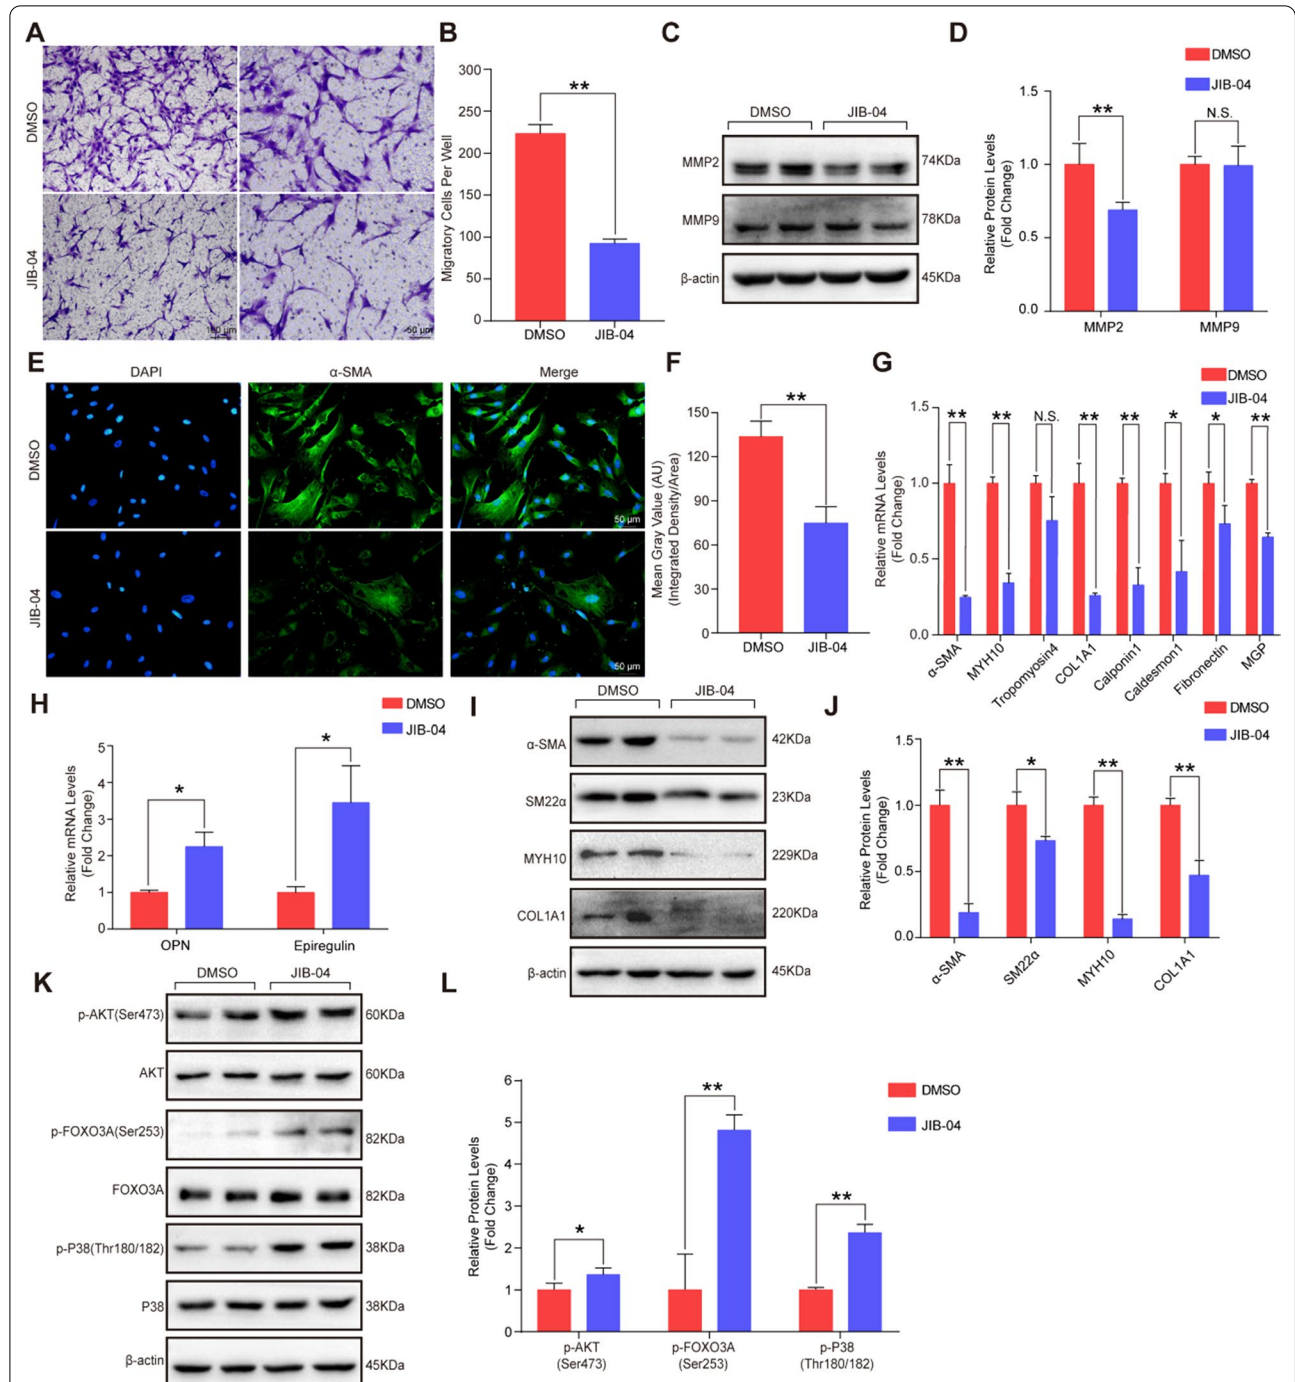 A
DMSO
JIB-04
100 μm
50 μm
B
Migratory Cells Per Well
300
250
200
150
100
50
0
**
DMSO
JIB-04
C
DMSO
JIB-04
MMP2
74KDa
MMP9
78KDa
β-actin
45KDa
D
DMSO
JIB-04
Relative Protein Levels
(Fold Change)
1.5
1.0
0.5
0.0
**
N.S.
MMP2
MMP9
E
DAPI
α-SMA
Merge
DMSO
50 μm
JIB-04
50 μm
F
Mean Gray Value (AU)
(Integrated Density/Area)
150
120
90
60
30
0
**
DMSO
JIB-04
G
DMSO
JIB-04
Relative mRNA Levels
(Fold Change)
1.5
1.0
0.5
0.0
**
**
N.S.
**
**
*
*
**
α-SMA
MYH10
Tropomyosin4
COL1A1
Calponin1
Caldesmon1
Fibronectin
MGP
H
DMSO
JIB-04
Relative mRNA Levels
(Fold Change)
5
4
3
2
1
0
*
*
OPN
Epiregulin
I
DMSO
JIB-04
α-SMA
42KDa
SM22α
23KDa
MYH10
229KDa
COL1A1
220KDa
β-actin
45KDa
J
DMSO
JIB-04
Relative Protein Levels
(Fold Change)
1.5
1.0
0.5
0.0
**
*
**
**
α-SMA
SM22α
MYH10
COL1A1
K
DMSO
JIB-04
p-AKT(Ser473)
60KDa
AKT
60KDa
p-FOXO3A(Ser253)
82KDa
FOXO3A
82KDa
p-P38(Thr180/182)
38KDa
P38
38KDa
β-actin
45KDa
L
DMSO
JIB-04
Relative Protein Levels
(Fold Change)
6
5
4
3
2
1
0
*
**
**
p-AKT
(Ser473)
p-FOXO3A
(Ser253)
p-P38
(Thr180/182)